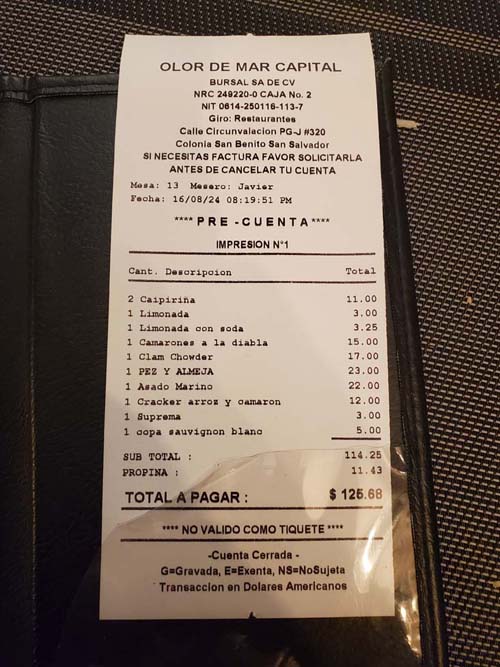 OLOR DE MAR CAPITAL
BURSAL SA DE CV
NRC 249220-0 CAJA No. 2
NIT 0614-250116-113-7
Giro: Restaurantes
Calle Circunvalacion PG-J #320
Colonia San Benito San Salvador
SI NECESITAS FACTURA FAVOR SOLICITARLA
ANTES DE CANCELAR TU CUENTA
Mesa: 13 Mesero: Javier
Fecha: 16/08/24 08:19:51 PM
**** PRE - CUENTA ****
IMPRESION N°1
Cant. Descripcion Total
2 Caipiriña 11.00
1 Limonada 3.00
1 Limonada con soda 3.25
1 Camarones a la diabla 15.00
1 Clam Chowder 17.00
1 PEZ Y ALMEJA 23.00
1 Asado Marino 22.00
1 Cracker arroz y camaron 12.00
1 Suprema 3.00
1 copa sauvignon blanc 5.00
SUB TOTAL : 114.25
PROPINA : 11.43
TOTAL A PAGAR : $ 125.68
**** NO VALIDO COMO TIQUETE ****
-Cuenta Cerrada -
G=Gravada, E=Exenta, NS=NoSujeta
Transaccion en Dolares Americanos